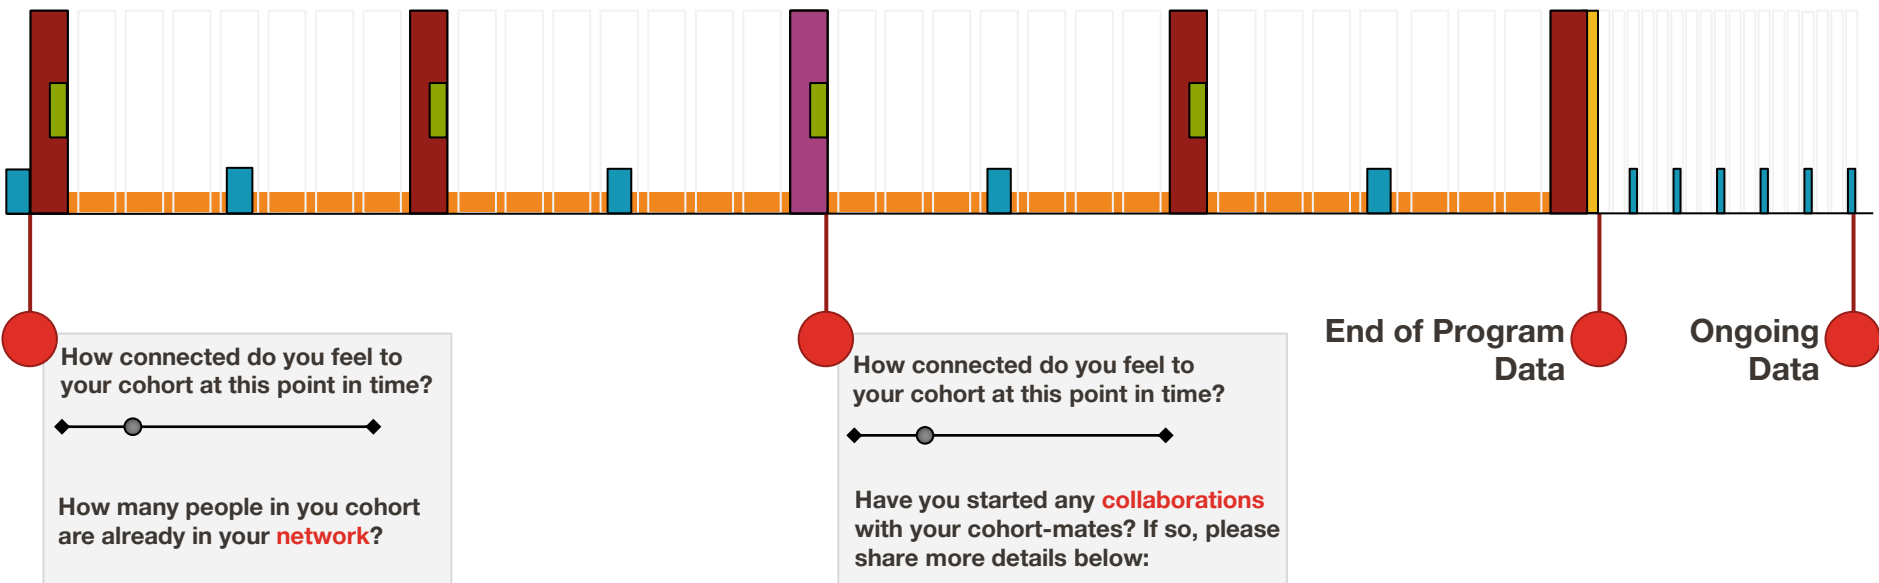 How connected do you feel to
your cohort at this point in time?
How many people in you cohort
are already in your network?
How connected do you feel to
your cohort at this point in time?
Have you started any collaborations
with your cohort-mates? If so, please
share more details below:
End of Program
Data
Ongoing
Data